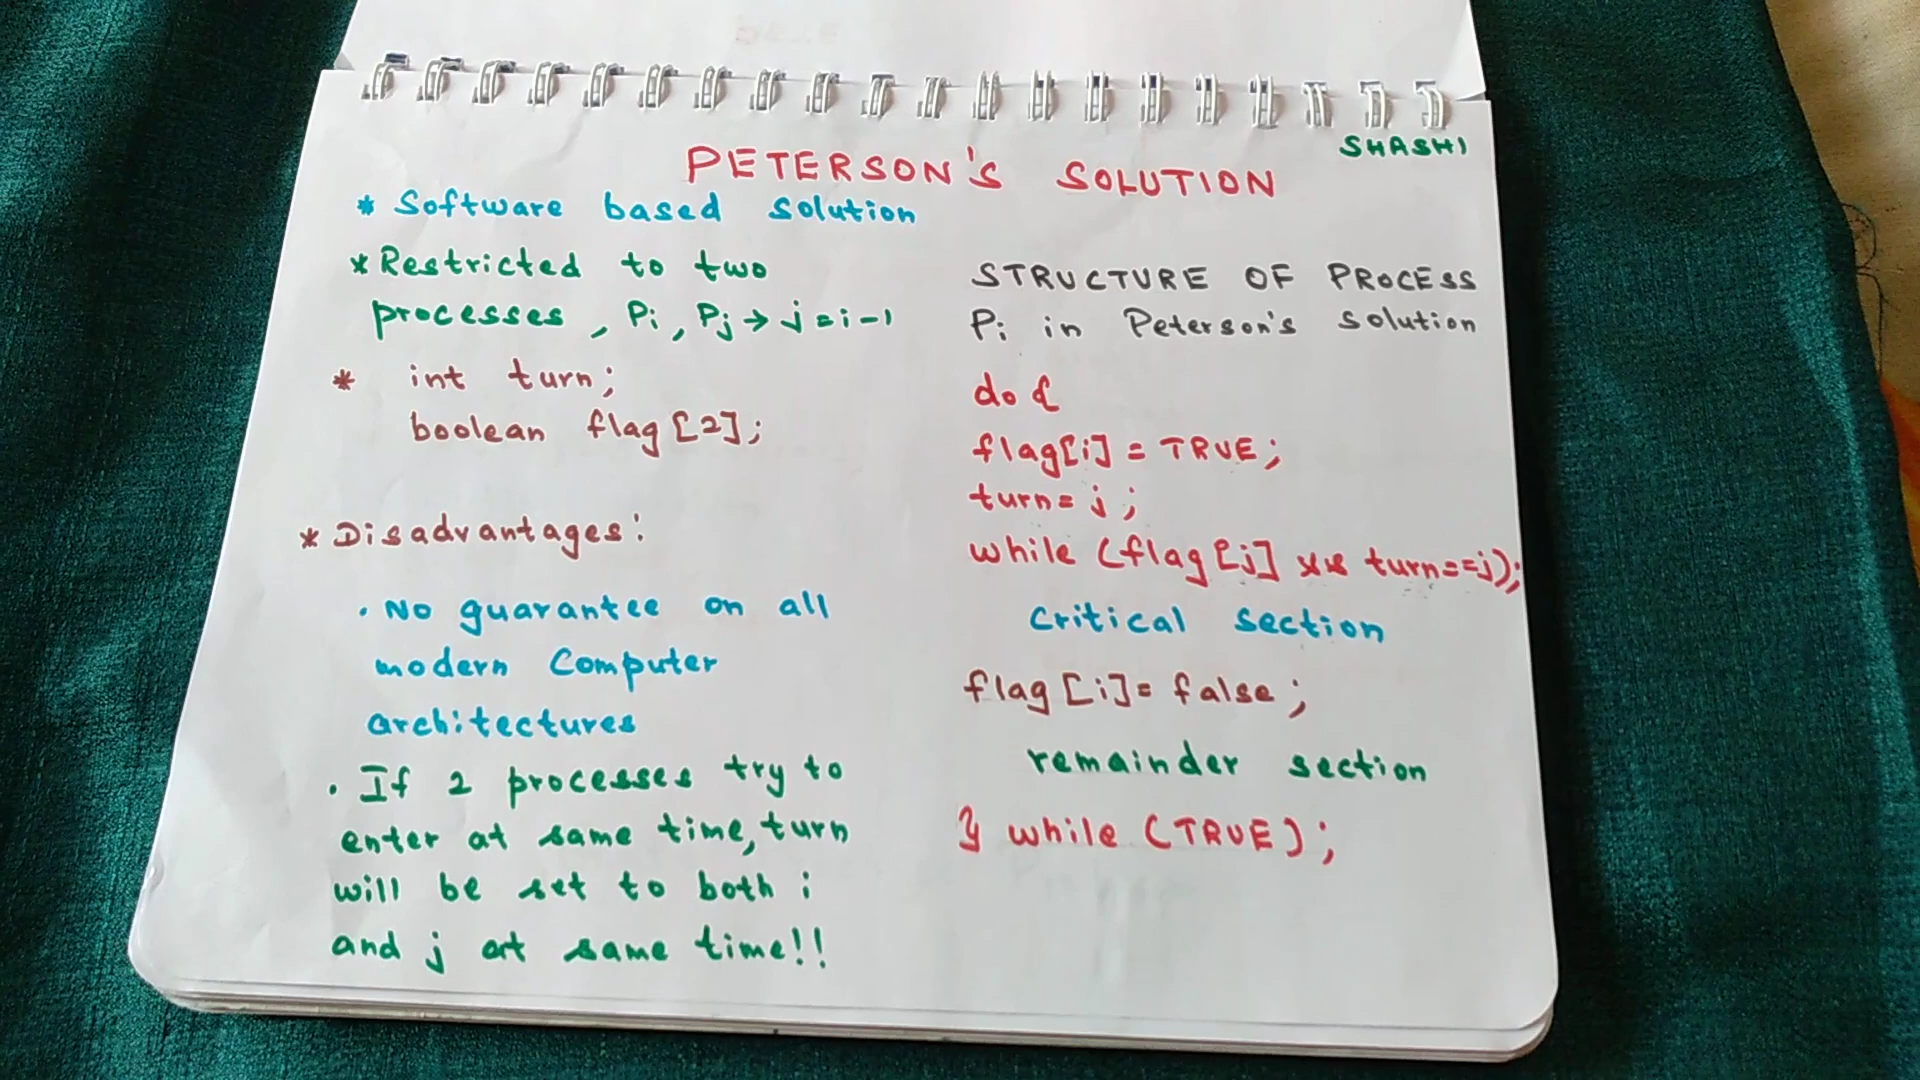 SHASHI
PETERSON'S SOLUTION
* Software based solution
* Restricted to two
processes, Pi, Pj → j = i-1
* int turn;
boolean flag [2];
* Disadvantages:
. No guarantee on all
modern Computer
architectures
. If 2 processes try to
enter at same time, turn
will be set to both i
and j at same time!!
STRUCTURE OF PROCESS
Pi in Peterson's solution
do {
flag[i] = TRUE;
turn = j;
while (flag [j] && turn==j);
Critical section
flag [i] = false;
remainder section
} while (TRUE);